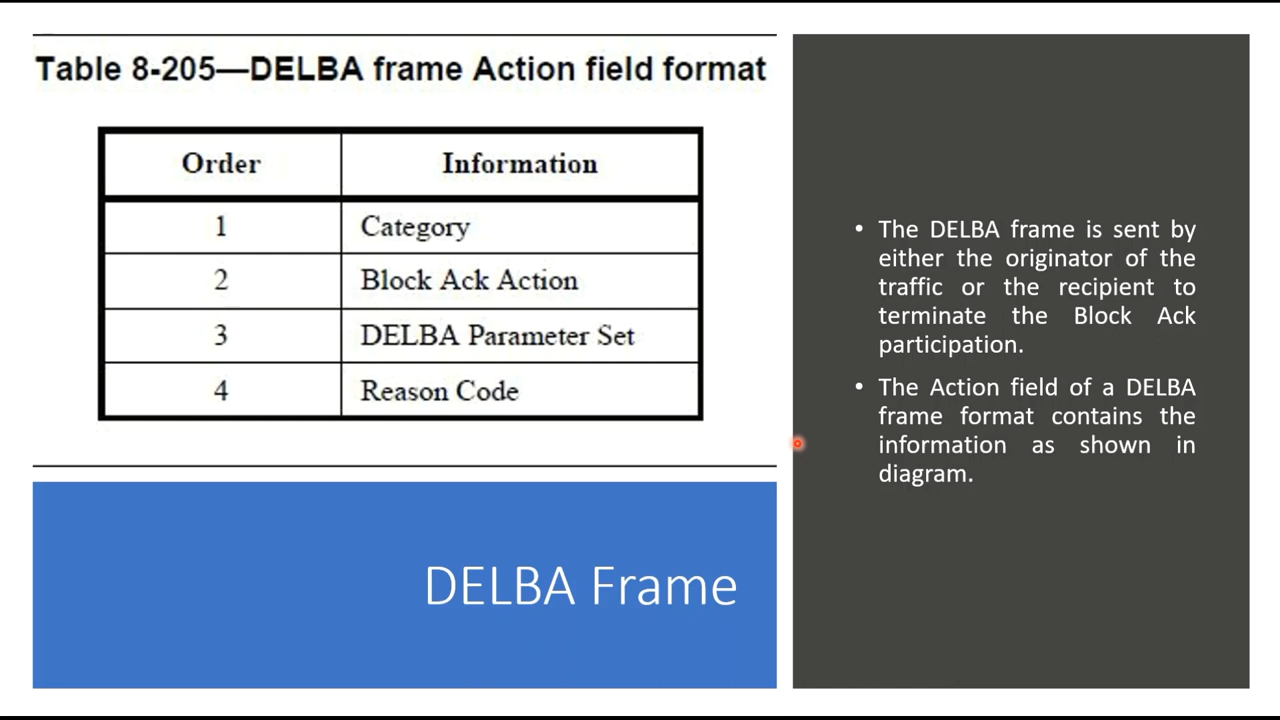 Table 8-205—DELBA frame Action field format
Order Information
1 Category
2 Block Ack Action
3 DELBA Parameter Set
4 Reason Code
DELBA Frame
• The DELBA frame is sent by
either the originator of the
traffic or the recipient to
terminate the Block Ack
participation.
• The Action field of a DELBA
frame format contains the
information as shown in
diagram.